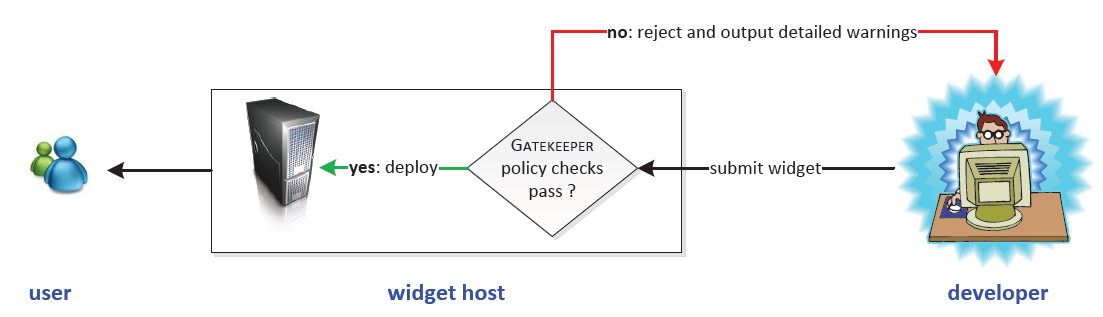 no: reject and output detailed warnings
GATEKEEPER
policy checks
pass ?
yes: deploy
submit widget
user
widget host
developer